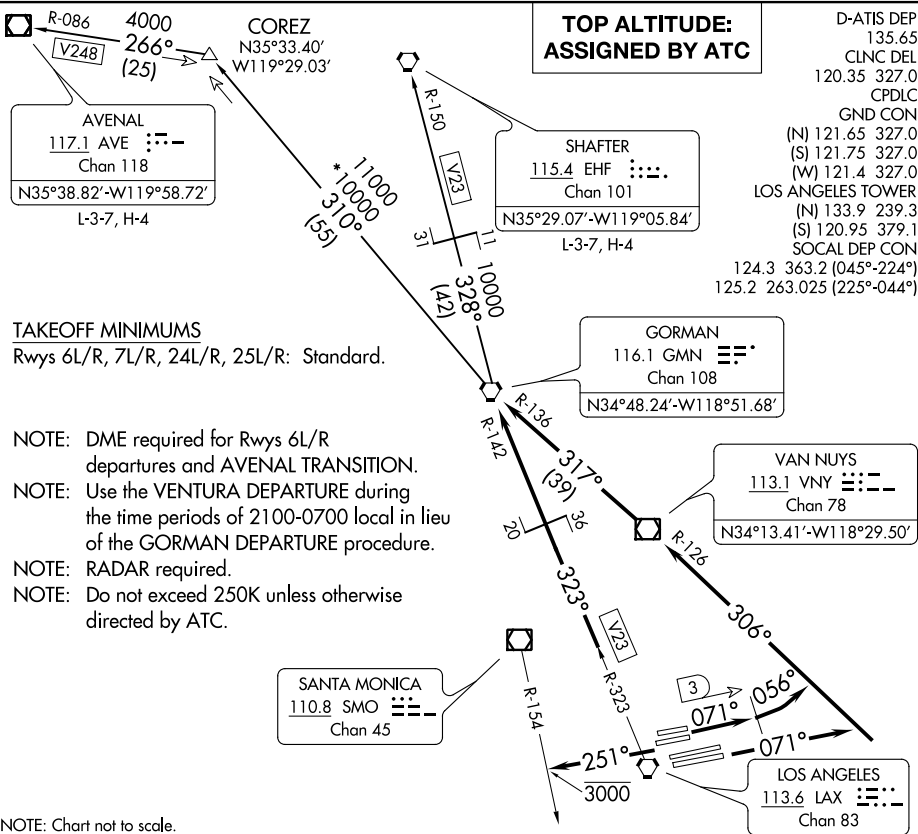 TOP ALTITUDE:
ASSIGNED BY ATC
D-ATIS DEP
135.65
CLNC DEL
120.35 327.0
CPDLC
GND CON
(N) 121.65 327.0
(S) 121.75 327.0
(W) 121.4 327.0
LOS ANGELES TOWER
(N) 133.9 239.3
(S) 120.95 379.1
SOCAL DEP CON
124.3 363.2 (045°-224°)
125.2 263.025 (225°-044°)
R-086
4000
266°
V248
(25)
COREZ
N35°33.40'
W119°29.03'
AVENAL
117.1 AVE
Chan 118
N35°38.82'-W119°58.72'
L-3-7, H-4
R-150
V23
SHAFTER
115.4 EHF
Chan 101
N35°29.07'-W119°05.84'
L-3-7, H-4
11000
*10000
310°
(55)
31
11
10000
328°
(42)
TAKEOFF MINIMUMS
Rwys 6L/R, 7L/R, 24L/R, 25L/R: Standard.
GORMAN
116.1 GMN
Chan 108
N34°48.24'-W118°51.68'
R-136
R-142
317°
(39)
NOTE: DME required for Rwys 6L/R
departures and AVENAL TRANSITION.
NOTE: Use the VENTURA DEPARTURE during
the time periods of 2100-0700 local in lieu
of the GORMAN DEPARTURE procedure.
NOTE: RADAR required.
NOTE: Do not exceed 250K unless otherwise
directed by ATC.
VAN NUYS
113.1 VNY
Chan 78
N34°13.41'-W118°29.50'
R-126
20
36
323°
V23
R-323
306°
SANTA MONICA
110.8 SMO
Chan 45
R-154
3
071°
056°
251°
3000
071°
LOS ANGELES
113.6 LAX
Chan 83
NOTE: Chart not to scale.